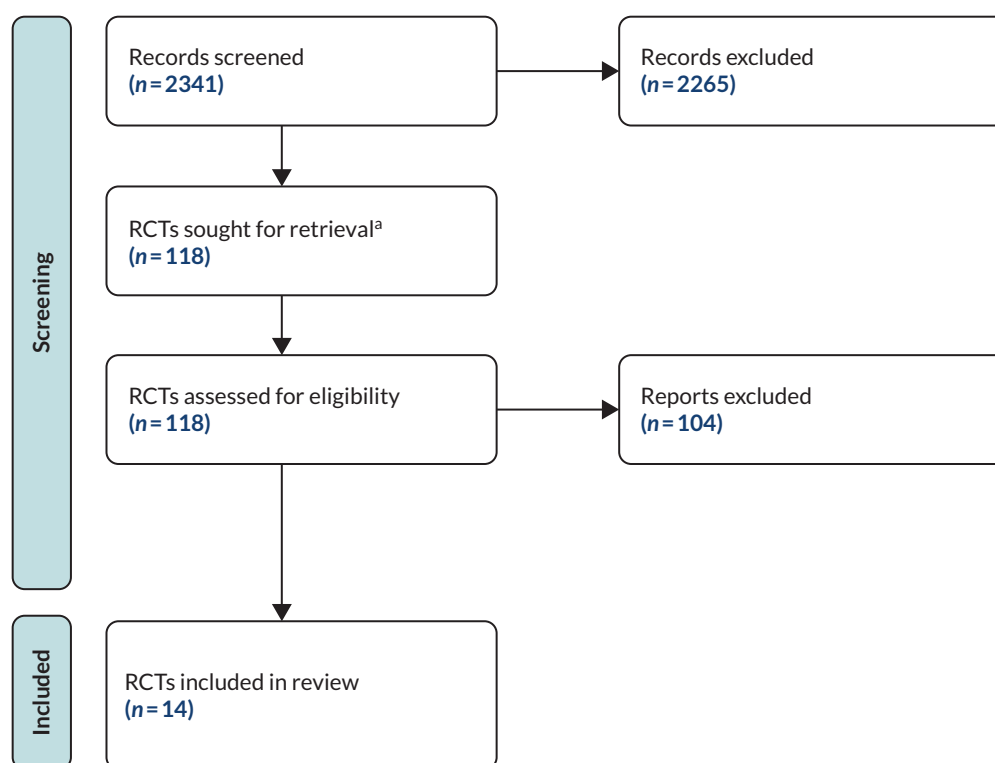 Screening
Records screened
(n=2341)
Records excluded
(n=2265)
RCTs sought for retrievalᵃ
(n=118)
RCTs assessed for eligibility
(n=118)
Reports excluded
(n=104)
Included
RCTs included in review
(n=14)